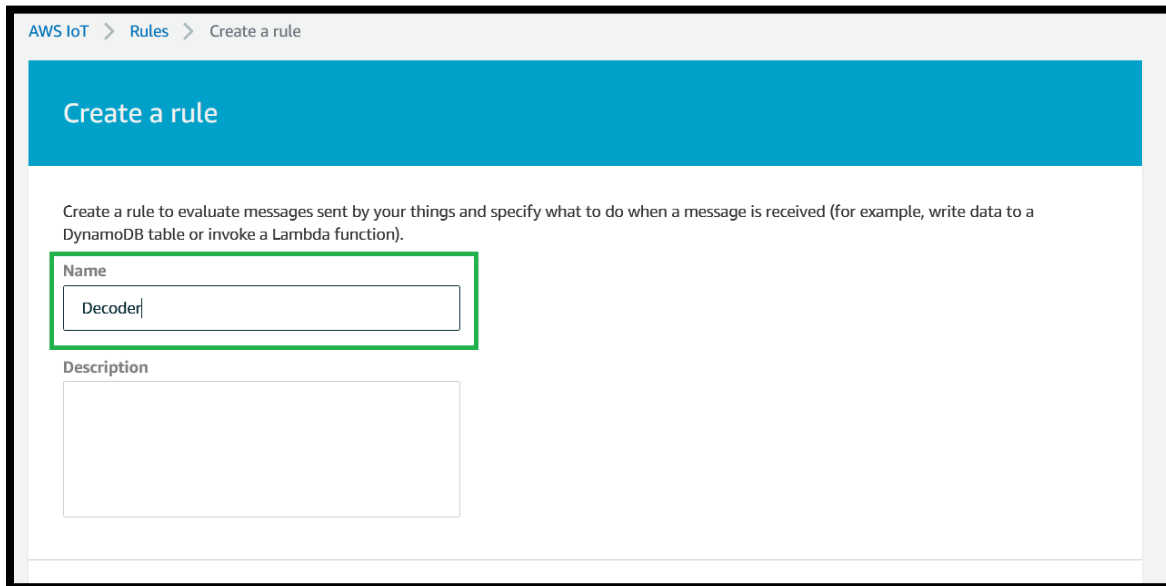 AWS IoT > Rules > Create a rule
Create a rule
Create a rule to evaluate messages sent by your things and specify what to do when a message is received (for example, write data to a
DynamoDB table or invoke a Lambda function).
Name
Decoder
Description